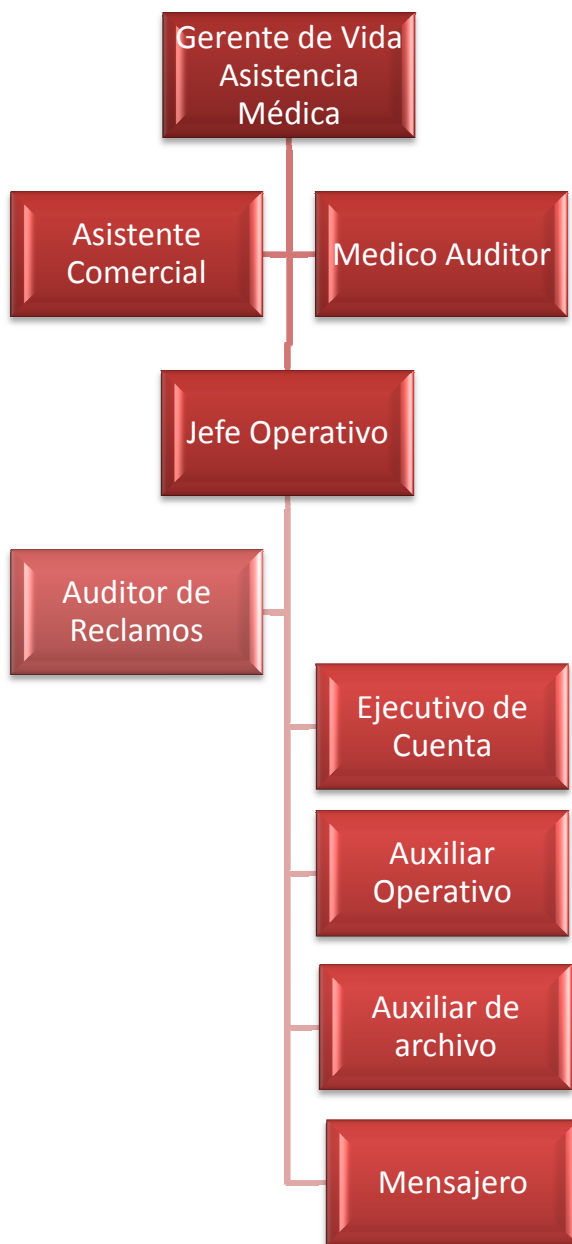 Gerente de Vida
Asistencia
Médica
Asistente
Comercial
Medico Auditor
Jefe Operativo
Auditor de
Reclamos
Ejecutivo de
Cuenta
Auxiliar
Operativo
Auxiliar de
archivo
Mensajero